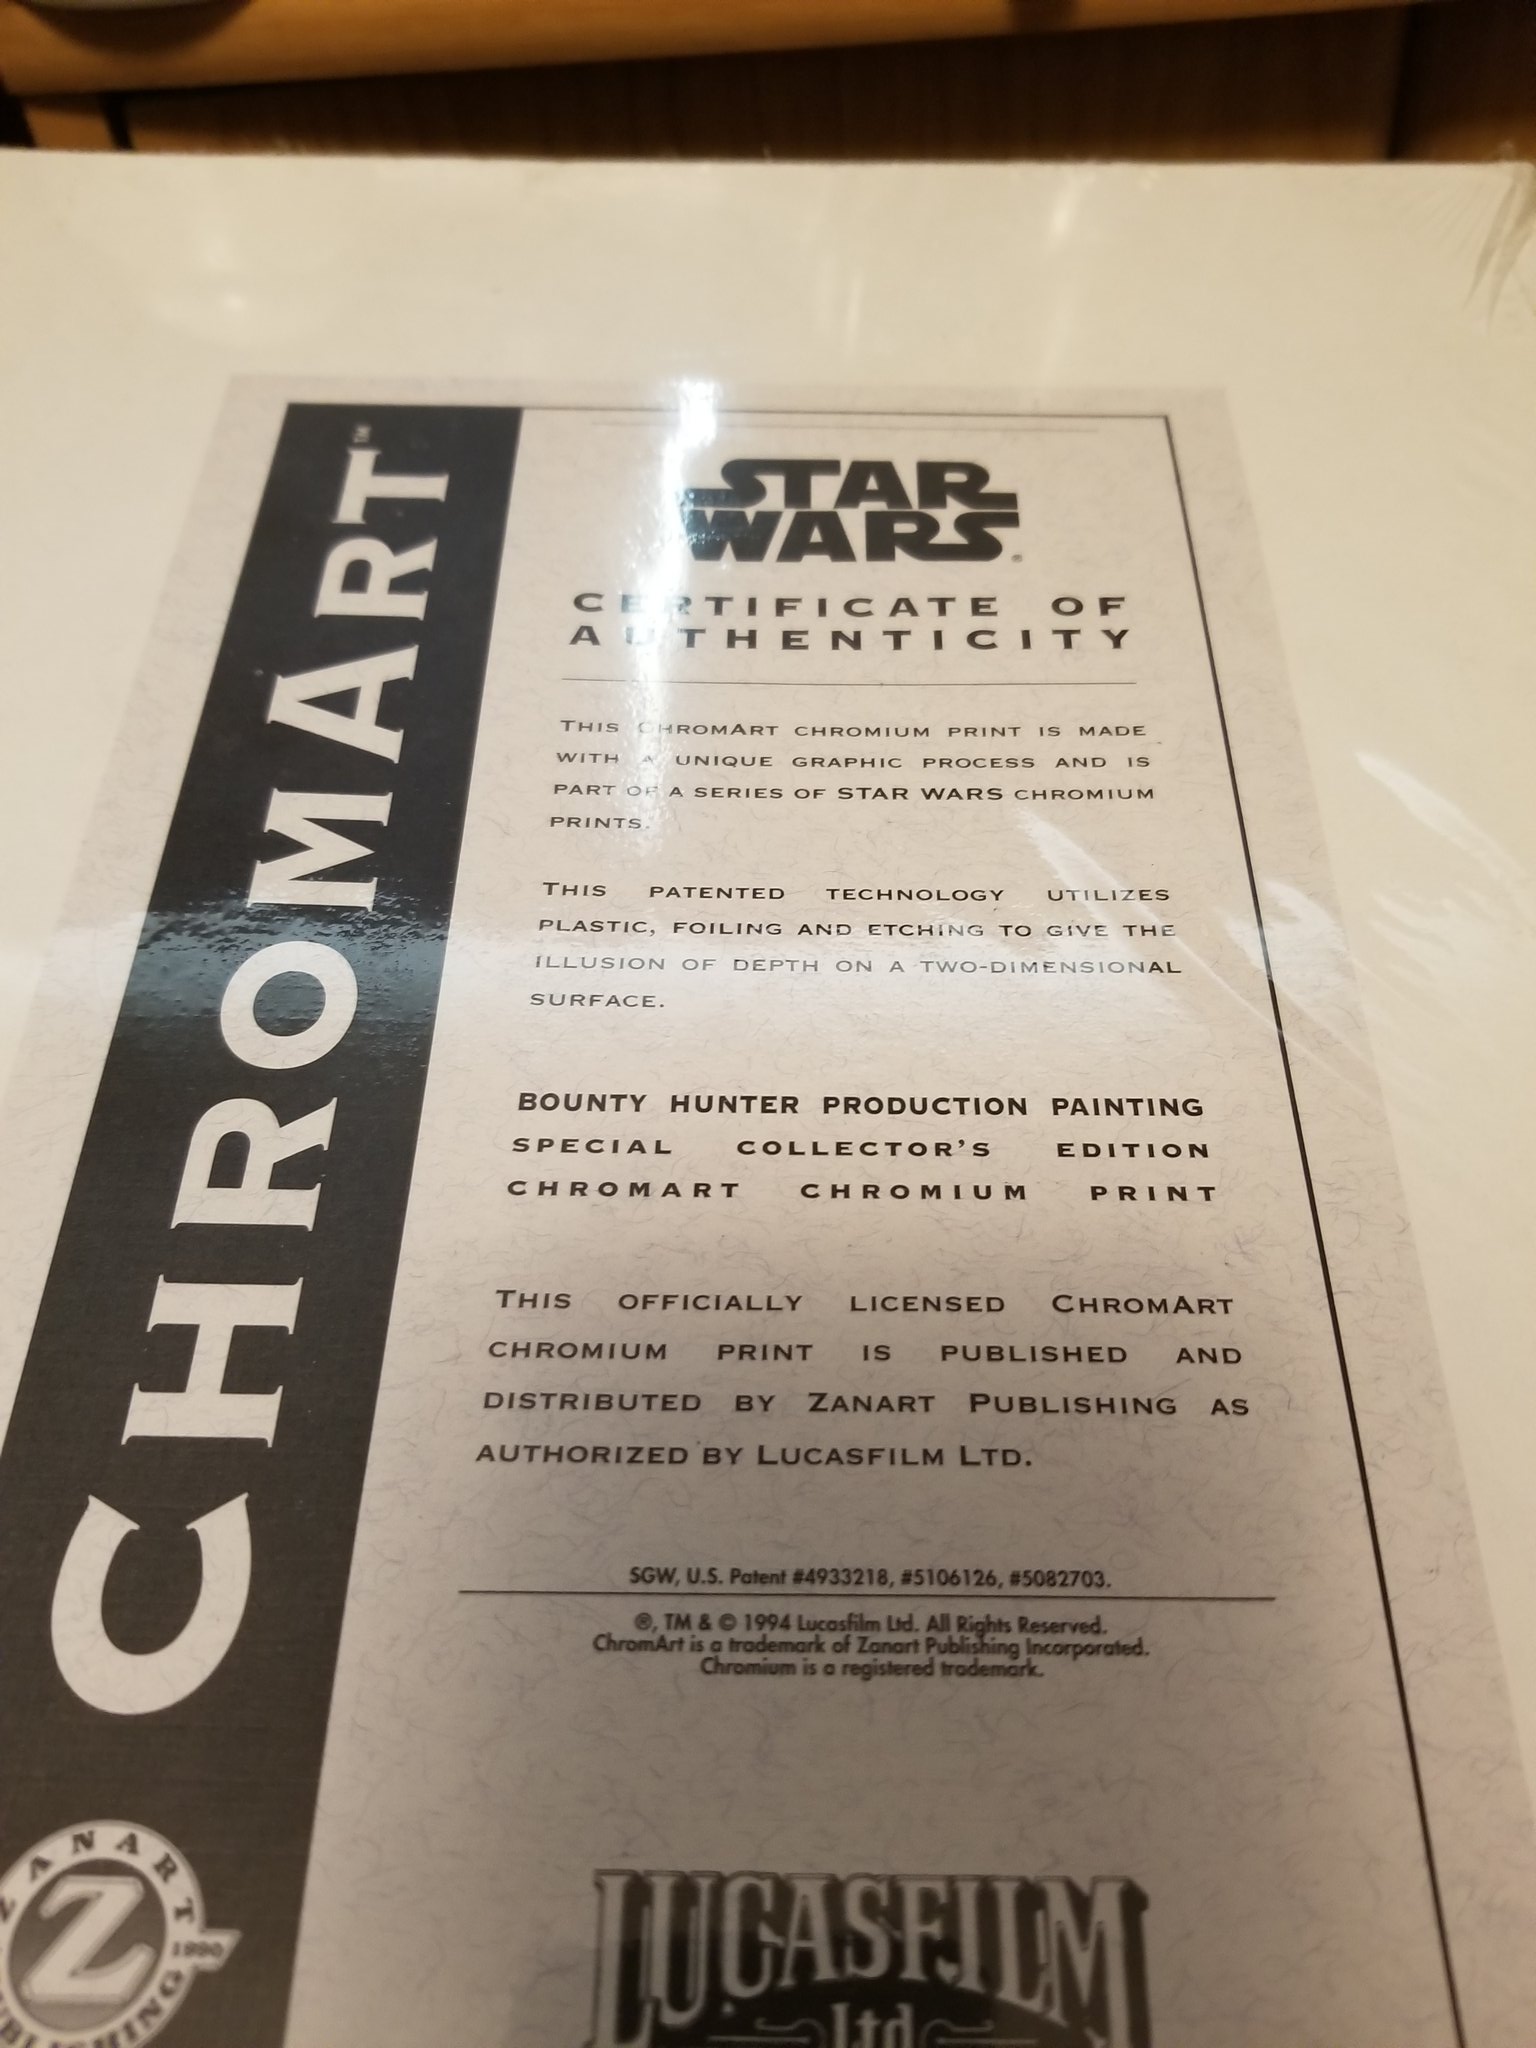 CHROMART™
STAR
WARS®
CERTIFICATE OF
AUTHENTICITY
THIS CHROMART CHROMIUM PRINT IS MADE
WITH A UNIQUE GRAPHIC PROCESS AND IS
PART OF A SERIES OF STAR WARS CHROMIUM
PRINTS.
THIS PATENTED TECHNOLOGY UTILIZES
PLASTIC, FOILING AND ETCHING TO GIVE THE
ILLUSION OF DEPTH ON A TWO-DIMENSIONAL
SURFACE.
BOUNTY HUNTER PRODUCTION PAINTING
SPECIAL COLLECTOR'S EDITION
CHROMART CHROMIUM PRINT
THIS OFFICIALLY LICENSED CHROMART
CHROMIUM PRINT IS PUBLISHED AND
DISTRIBUTED BY ZANART PUBLISHING AS
AUTHORIZED BY LUCASFILM LTD.
SGW, U.S. Patent #4933218, #5106126, #5082703.
®, TM & © 1994 Lucasfilm Ltd. All Rights Reserved.
ChromArt is a trademark of Zanart Publishing Incorporated.
Chromium is a registered trademark.
ZANART
Z
1990
LUCASFILM
Ltd